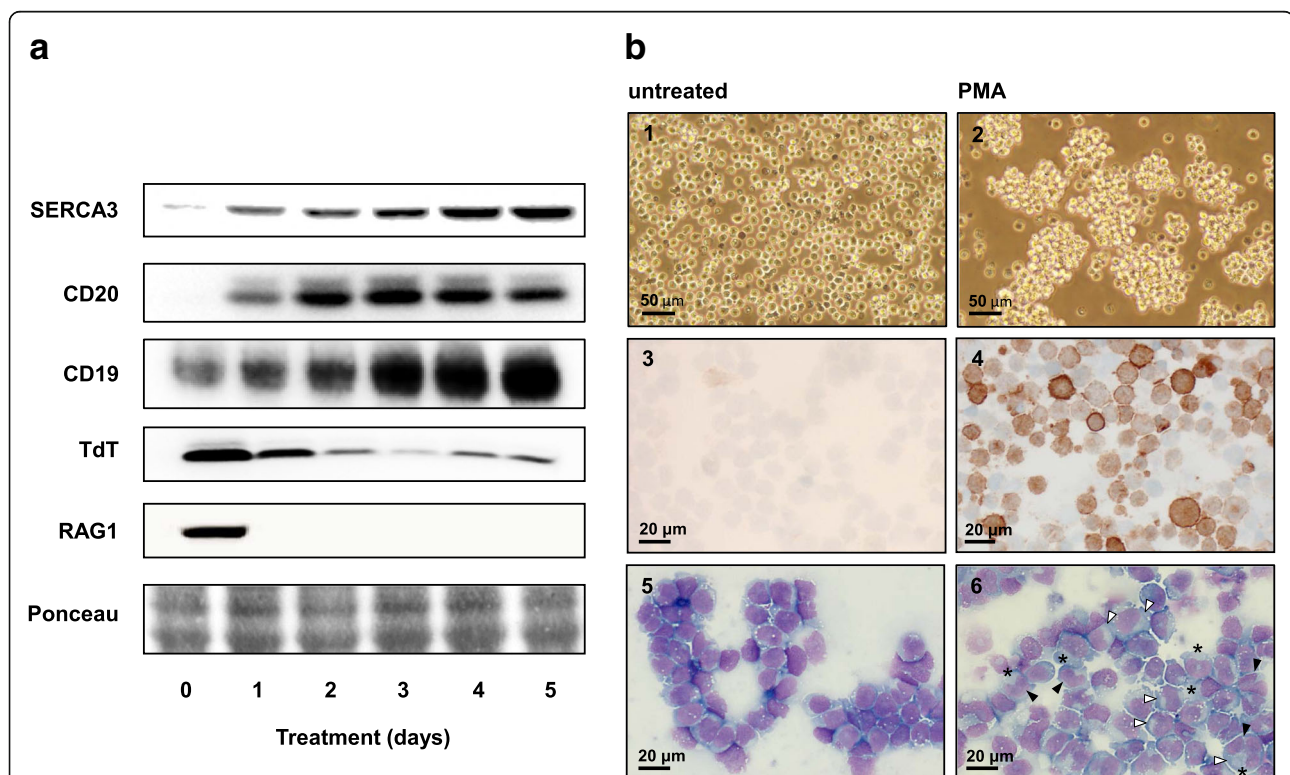 a
SERCA3
CD20
CD19
TdT
RAG1
Ponceau
0 1 2 3 4 5
Treatment (days)
b
untreated PMA
1 2
50 µm 50 µm
3 4
20 µm 20 µm
5 6
* * * * *
20 µm 20 µm